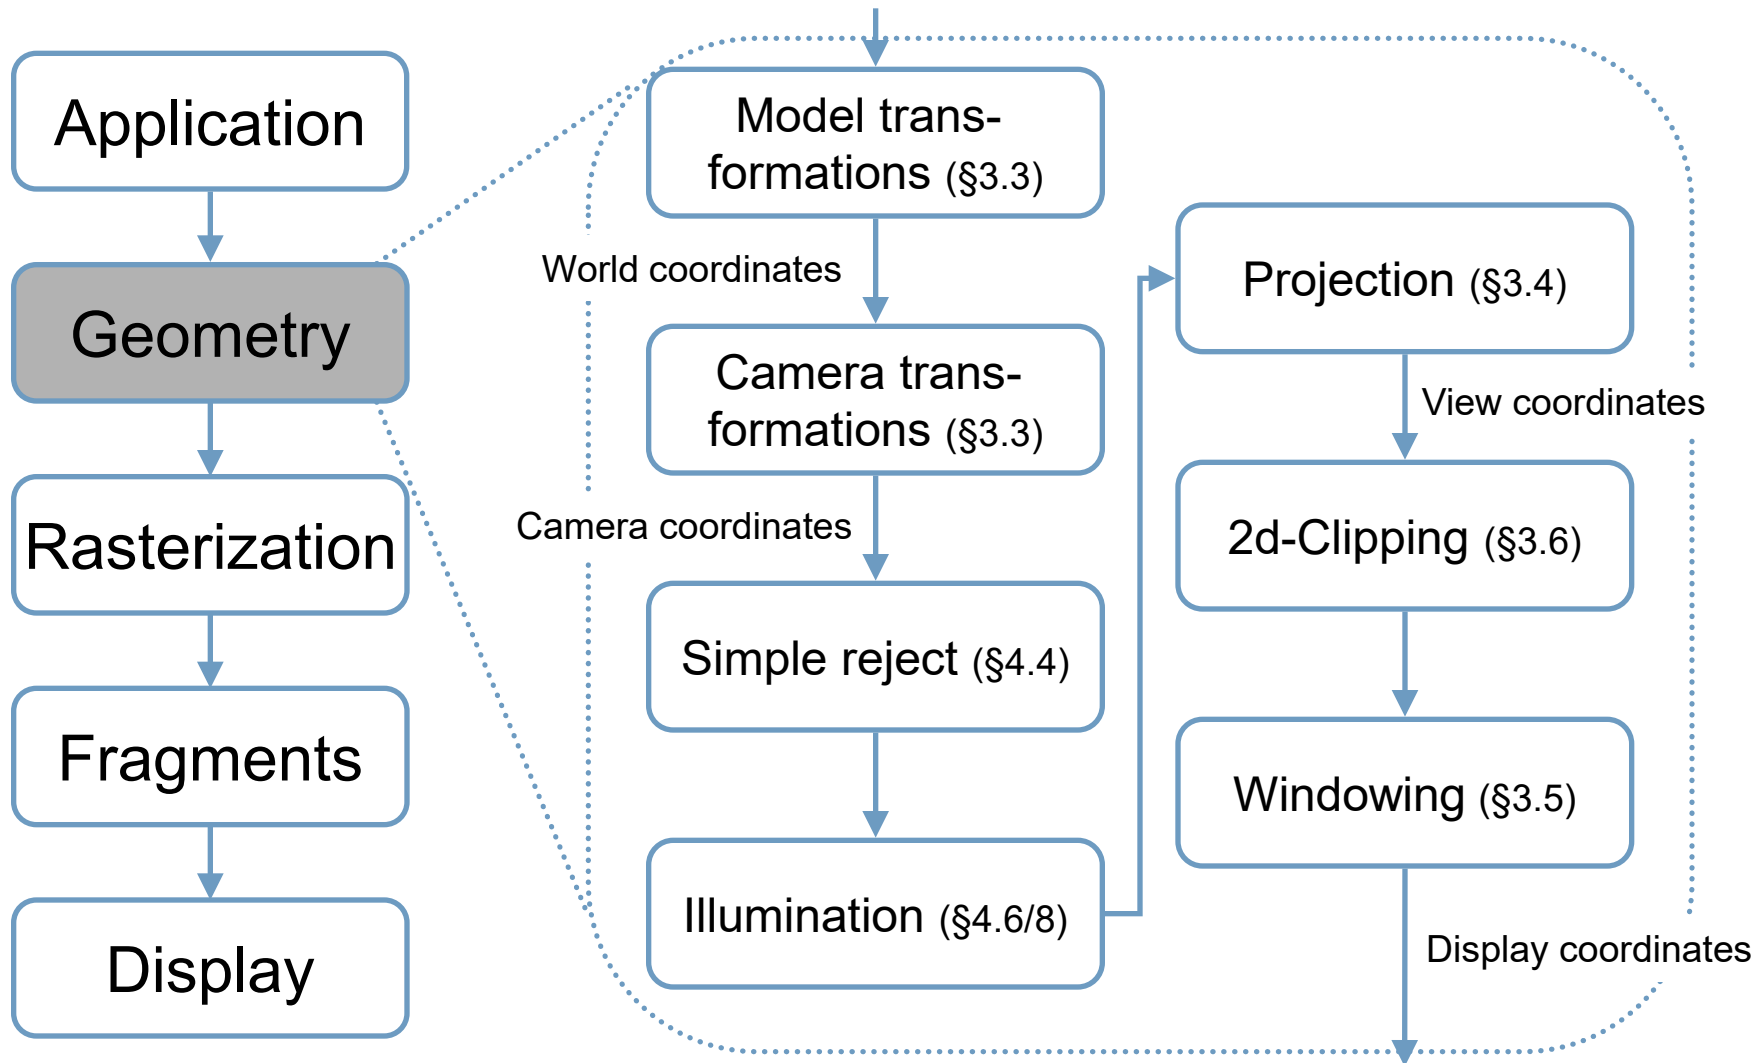 Application
Geometry
Rasterization
Fragments
Display
Model trans-
formations (§3.3)
World coordinates
Camera trans-
formations (§3.3)
Camera coordinates
Simple reject (§4.4)
Illumination (§4.6/8)
Projection (§3.4)
View coordinates
2d-Clipping (§3.6)
Windowing (§3.5)
Display coordinates